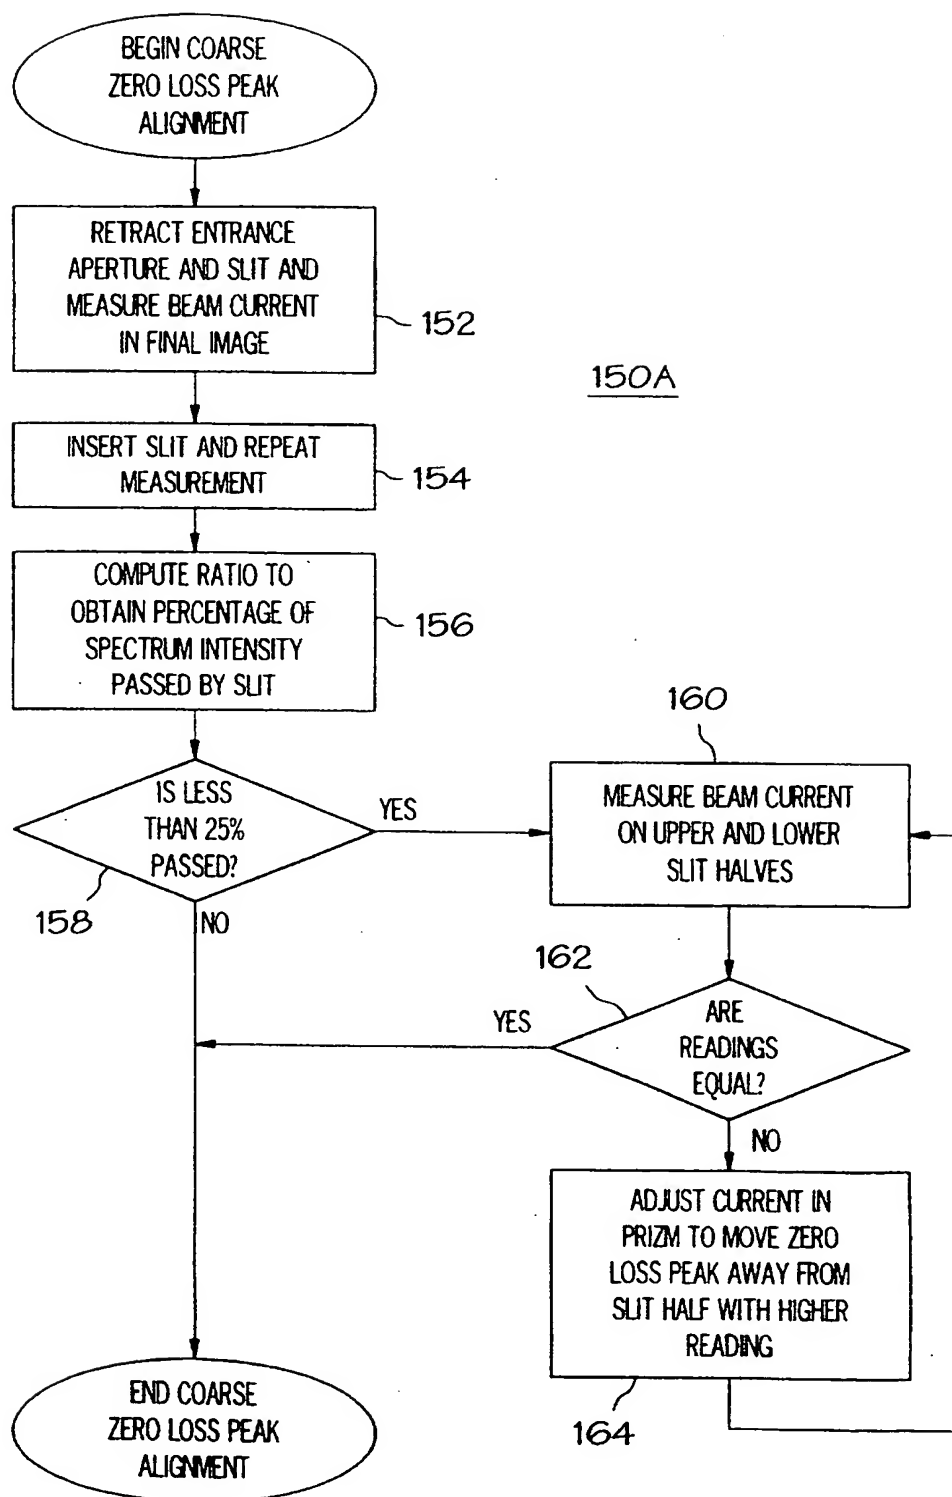 BEGIN COARSE
ZERO LOSS PEAK
ALIGNMENT
RETRACT ENTRANCE
APERTURE AND SLIT AND
MEASURE BEAM CURRENT
IN FINAL IMAGE
152
150A
INSERT SLIT AND REPEAT
MEASUREMENT
154
COMPUTE RATIO TO
OBTAIN PERCENTAGE OF
SPECTRUM INTENSITY
PASSED BY SLIT
156
IS LESS
THAN 25%
PASSED?
YES
158
NO
160
MEASURE BEAM CURRENT
ON UPPER AND LOWER
SLIT HALVES
162
ARE
READINGS
EQUAL?
YES
NO
ADJUST CURRENT IN
PRIZM TO MOVE ZERO
LOSS PEAK AWAY FROM
SLIT HALF WITH HIGHER
READING
164
END COARSE
ZERO LOSS PEAK
ALIGNMENT